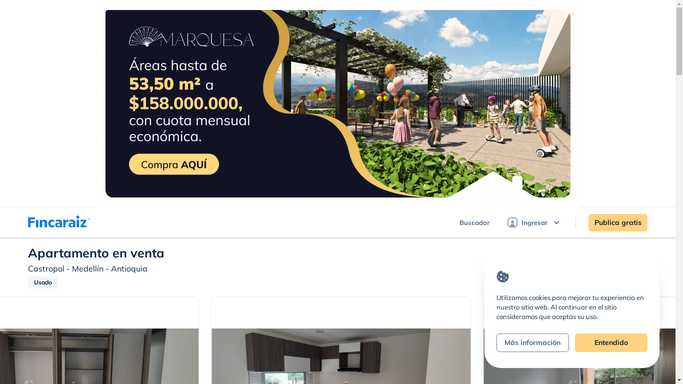 MARQUESA
Áreas hasta de
53,50 m² a
$158.000.000,
con cuota mensual
económica.
Compra AQUÍ
Fincaraiz
Buscador
Ingresar
Publica gratis
Apartamento en venta
Castropol - Medellín - Antioquia
Usado
Utilizamos cookies para mejorar tu experiencia en
nuestro sitio web. Al continuar en el sitio
consideramos que aceptas su uso.
Más información
Entendido